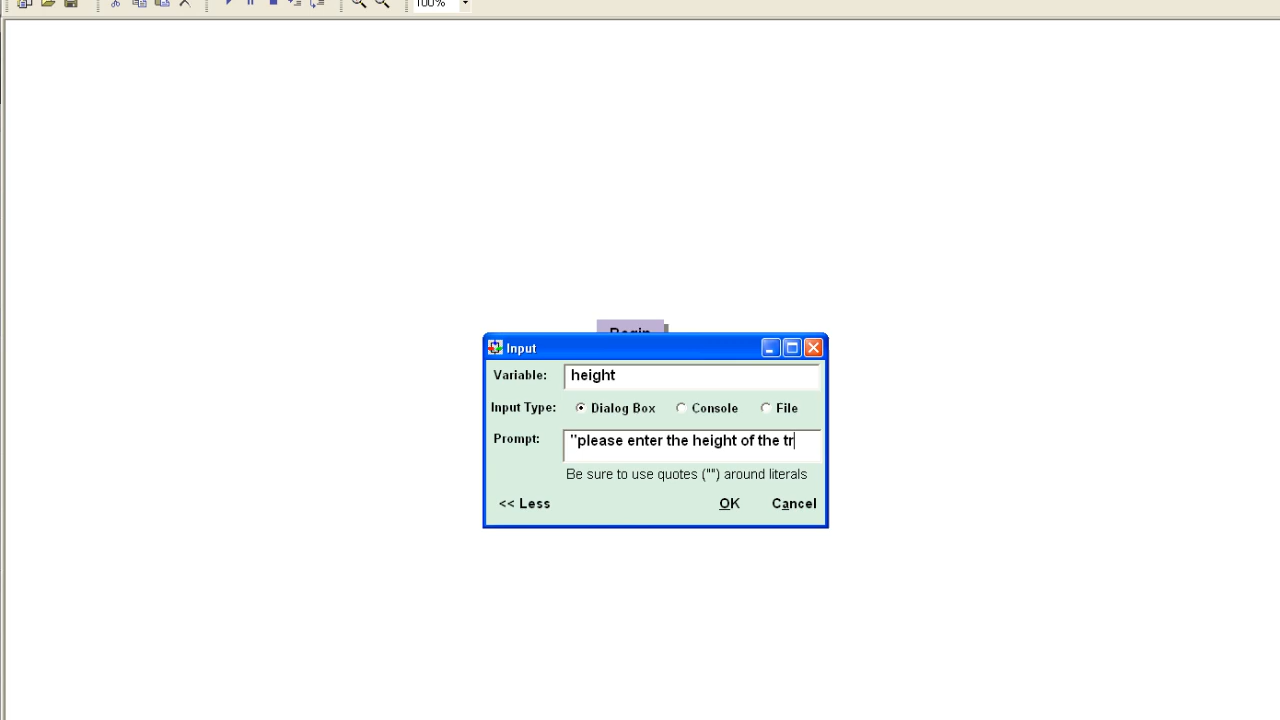 100%
Begin
Input
Variable: height
Input Type: Dialog Box Console File
Prompt: "please enter the height of the tr
Be sure to use quotes ("") around literals
<< Less OK Cancel